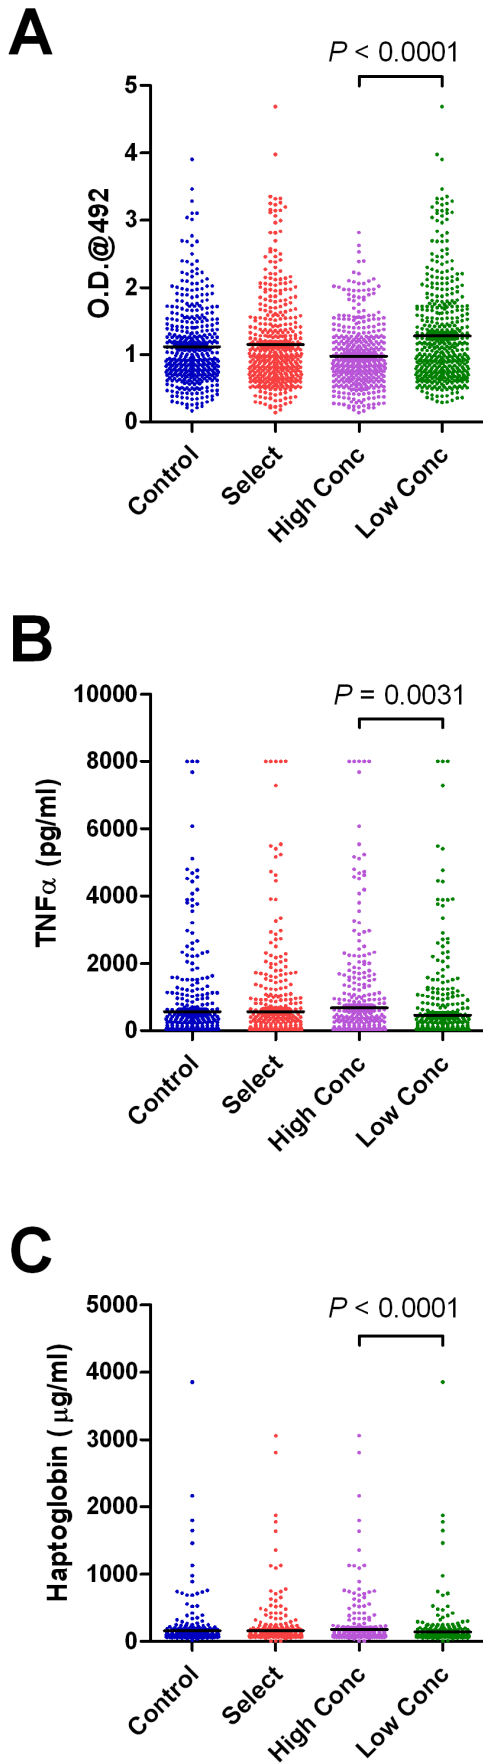 A
P < 0.0001
O.D.@492
5
4
3
2
1
0
Control
Select
High Conc
Low Conc
B
P = 0.0031
TNFα (pg/ml)
10000
8000
6000
4000
2000
0
Control
Select
High Conc
Low Conc
C
P < 0.0001
Haptoglobin ( μg/ml)
5000
4000
3000
2000
1000
0
Control
Select
High Conc
Low Conc